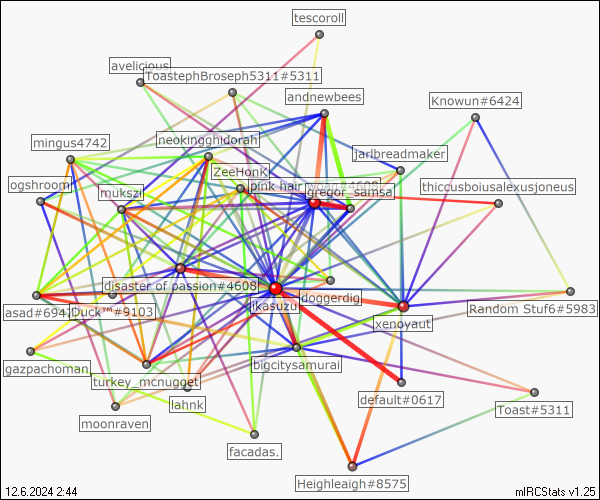 tescoroll
avelicious
ToastephBroseph5311#5311
andnewbees
Knowun#6424
mingus4742
neokingghidorah
jarlbreadmaker
ZeeHonK
ogshroom
mukszi
pink hair
gregor_samsa
thiccusboiusalexusjoneus
disaster of passion#4608
doggerdig
asad#694
Duck™#9103
ikasuzu
xenoyaut
Random Stuf6#5983
gazpachoman
turkey_mcnugget
bigcitysamurai
lahnk
default#0617
Toast#5311
moonraven
facadas.
Heighleigh#8575
12.6.2024 2:44
mIRCStats v1.25